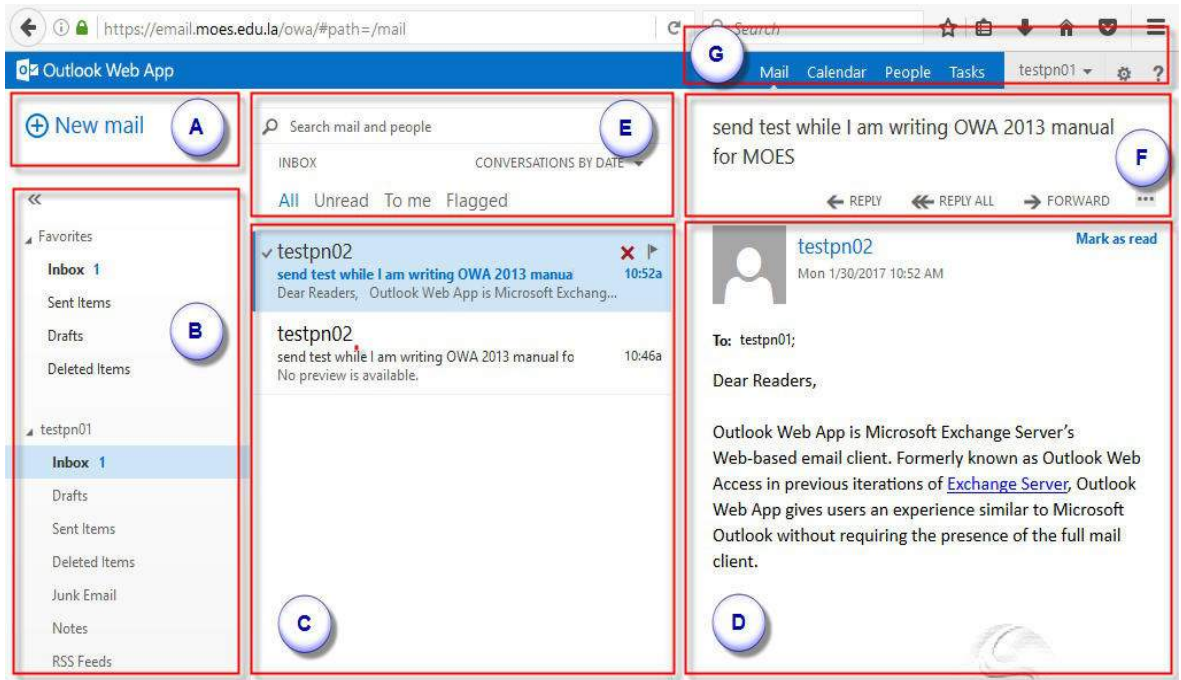 https://email.moes.edu.la/owa/#path=/mail
Search
Outlook Web App
G
Mail Calendar People Tasks testpn01 ?
New mail
A
Search mail and people
E
INBOX CONVERSATIONS BY DATE
All Unread To me Flagged
send test while I am writing OWA 2013 manual
for MOES
F
REPLY REPLY ALL FORWARD ...
«
Favorites
Inbox 1
Sent Items
Drafts
Deleted Items
B
testpn01
Inbox 1
Drafts
Sent Items
Deleted Items
Junk Email
Notes
RSS Feeds
testpn02
send test while I am writing OWA 2013 manua 10:52a
Dear Readers, Outlook Web App is Microsoft Exchang...
testpn02
send test while I am writing OWA 2013 manual fo 10:46a
No preview is available.
C
testpn02
Mark as read
Mon 1/30/2017 10:52 AM
To: testpn01;
Dear Readers,
Outlook Web App is Microsoft Exchange Server’s
Web-based email client. Formerly known as Outlook Web
Access in previous iterations of Exchange Server, Outlook
Web App gives users an experience similar to Microsoft
Outlook without requiring the presence of the full mail
client.
D